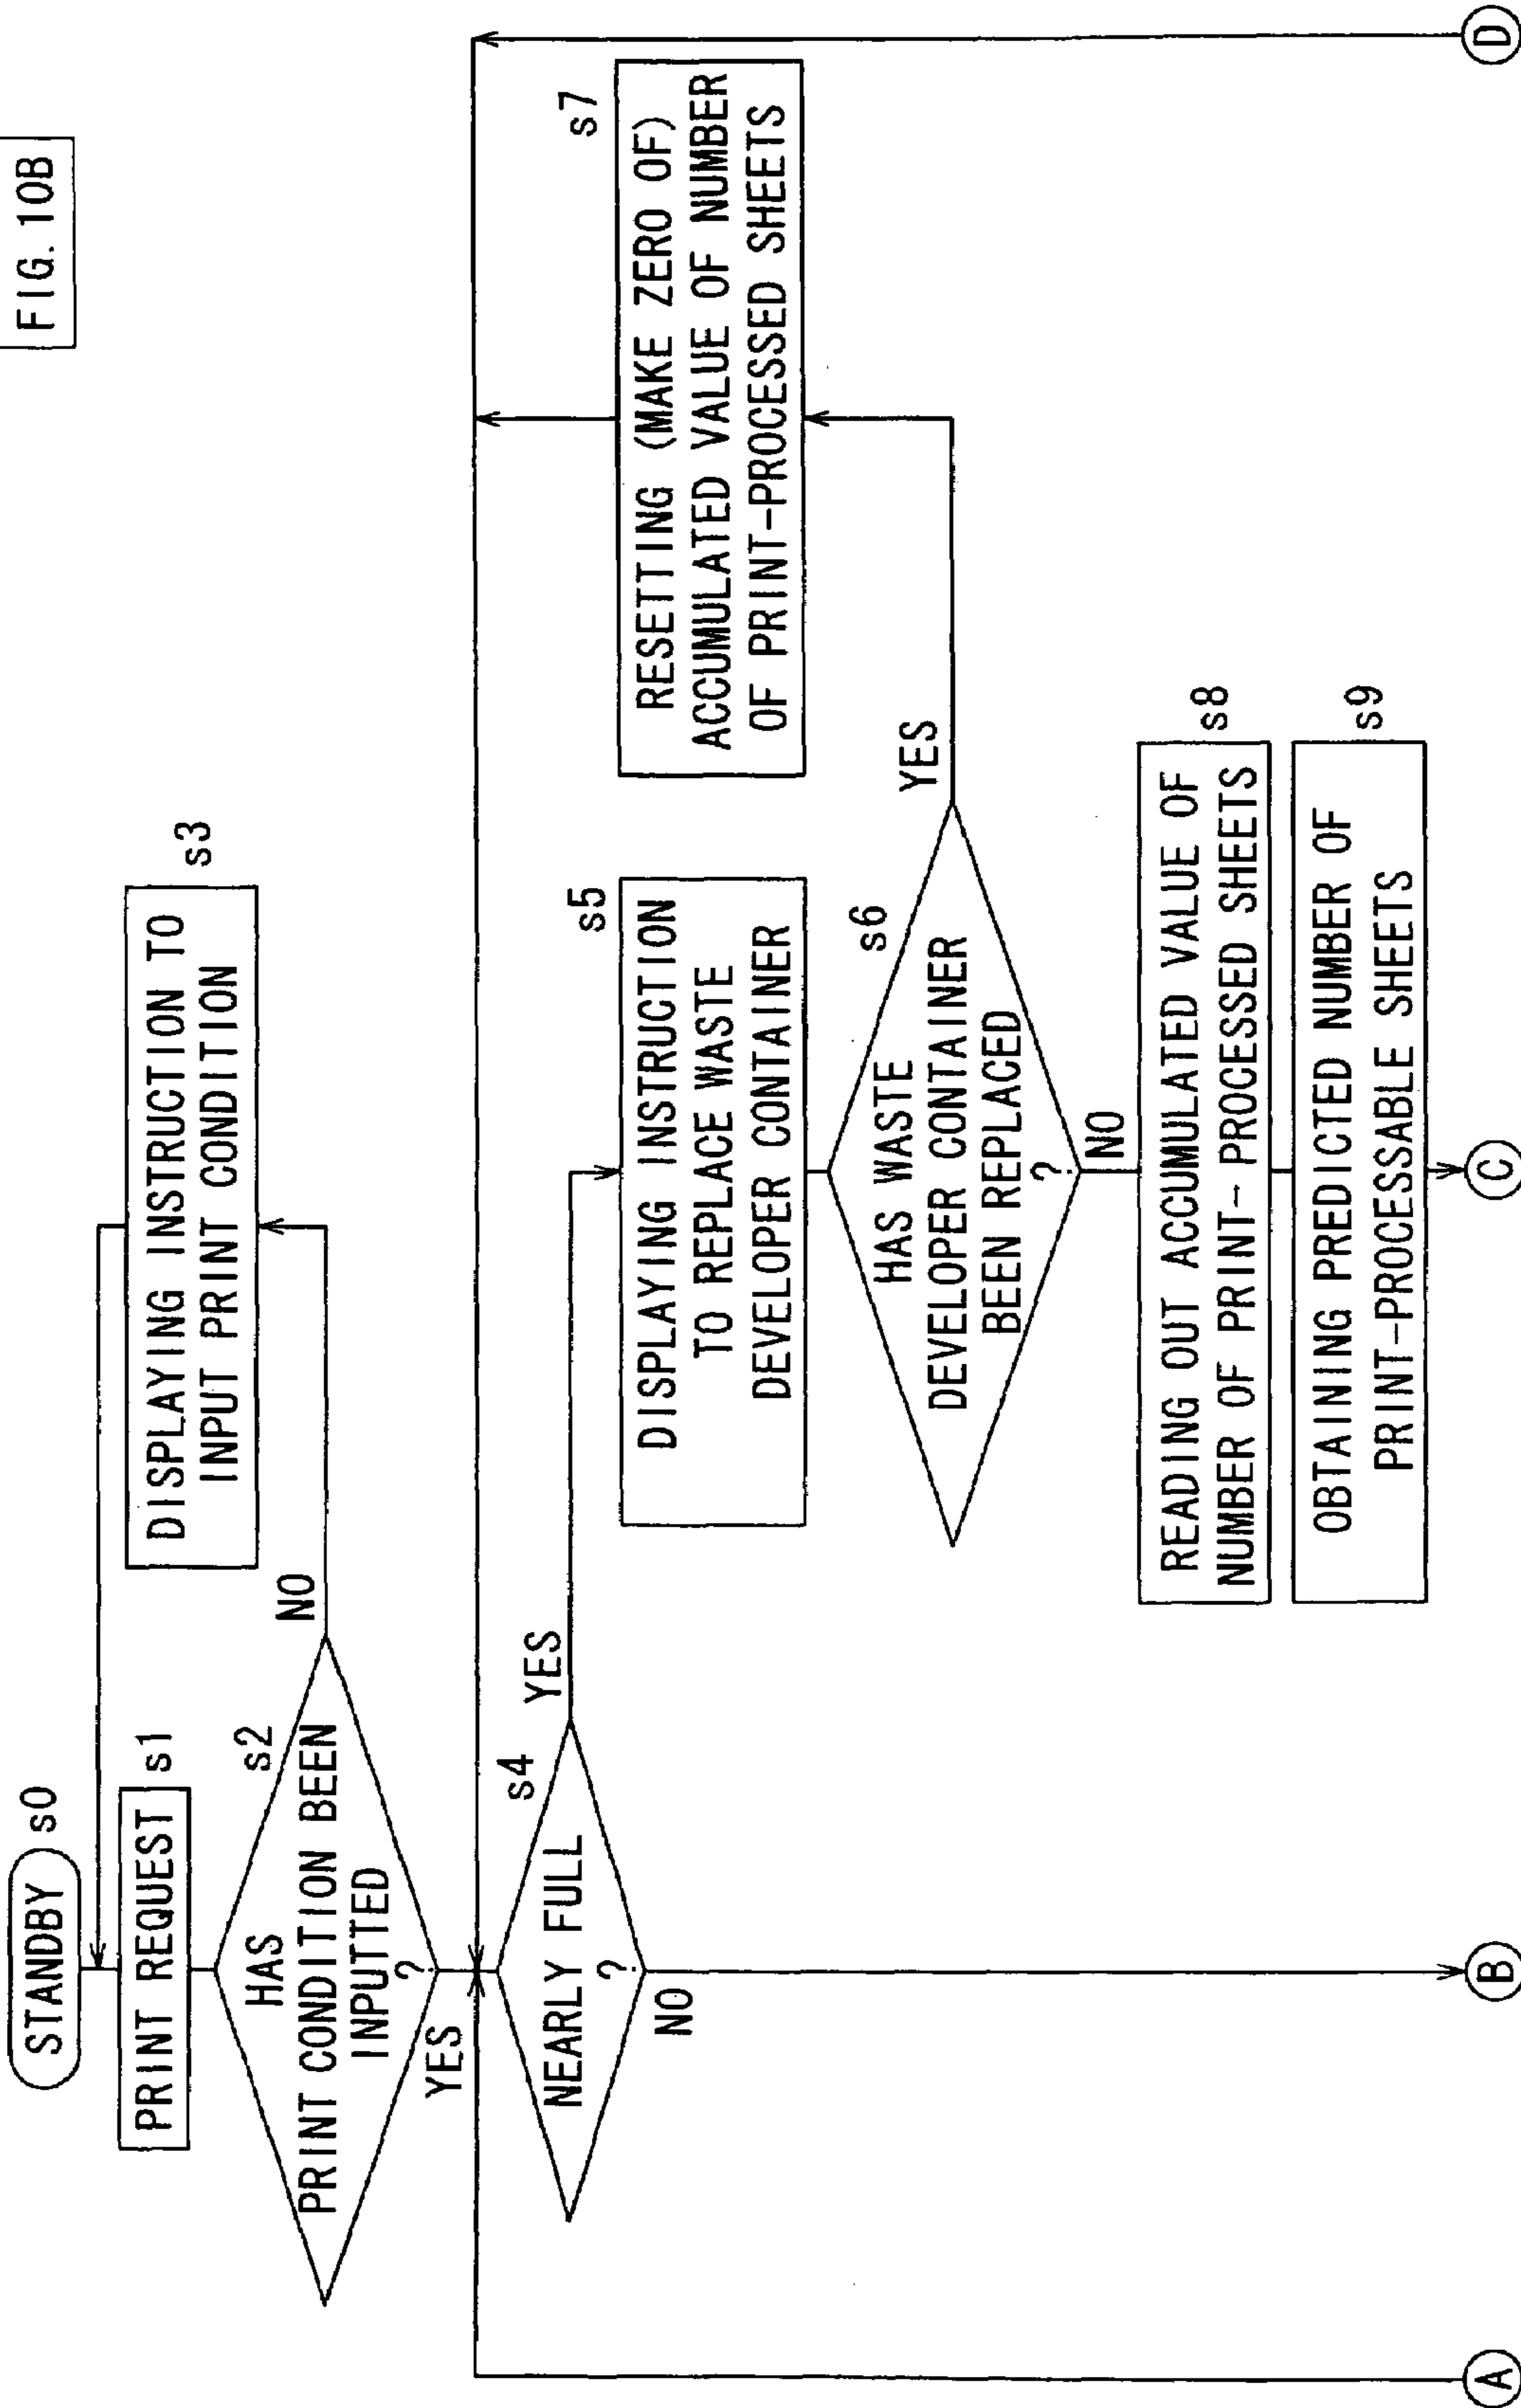 FIG. 10B
STANDBY
s0
PRINT REQUEST
s1
HAS
PRINT CONDITION BEEN
INPUTTED
?
s2
NO
YES
DISPLAYING INSTRUCTION TO
INPUT PRINT CONDITION
s3
NEARLY FULL
?
s4
YES
NO
DISPLAYING INSTRUCTION
TO REPLACE WASTE
DEVELOPER CONTAINER
s5
HAS WASTE
DEVELOPER CONTAINER
BEEN REPLACED
?
s6
YES
NO
RESETTING (MAKE ZERO OF)
ACCUMULATED VALUE OF NUMBER
OF PRINT-PROCESSED SHEETS
s7
READING OUT ACCUMULATED VALUE OF
NUMBER OF PRINT- PROCESSED SHEETS
s8
OBTAINING PREDICTED NUMBER OF
PRINT-PROCESSABLE SHEETS
s9
A
B
C
D